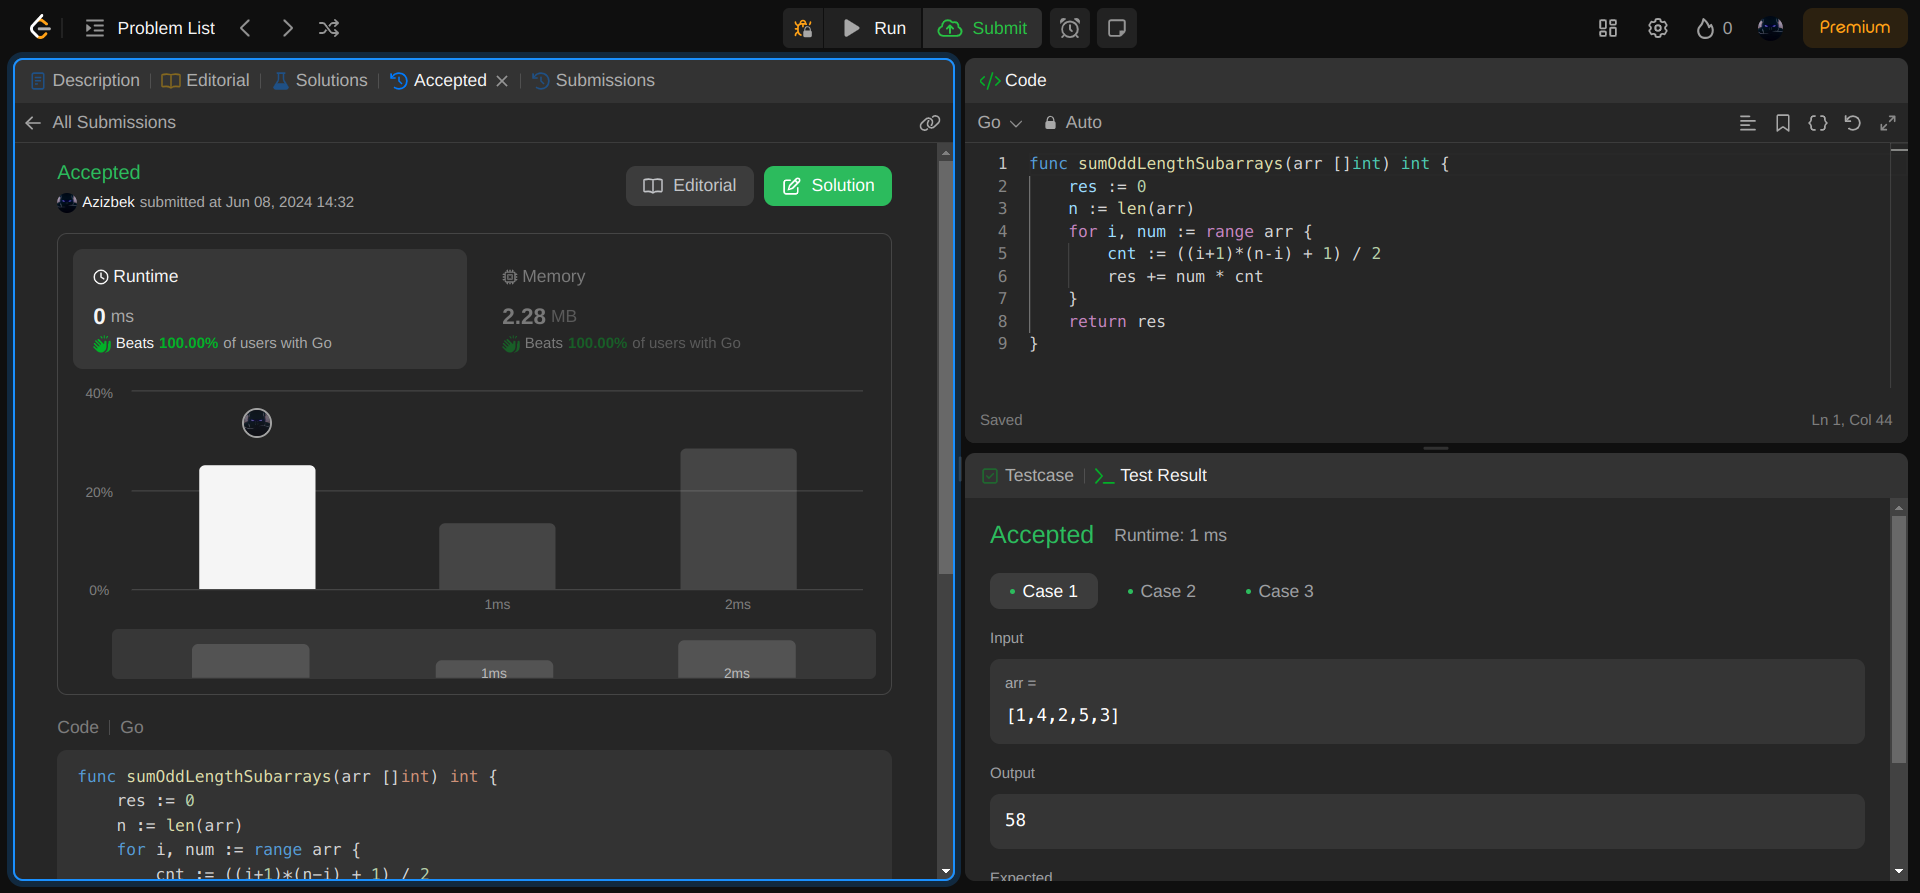 Problem List
Run
Submit
0
Premium
Description
Editorial
Solutions
Accepted
Submissions
All Submissions
Accepted
Azizbek submitted at Jun 08, 2024 14:32
Editorial
Solution
Runtime
0 ms
Beats 100.00% of users with Go
Memory
2.28 MB
Beats 100.00% of users with Go
40%
20%
0%
1ms
2ms
1ms
2ms
Code
Go
func sumOddLengthSubarrays(arr []int) int {
    res := 0
    n := len(arr)
    for i, num := range arr {
        cnt := ((i+1)*(n-i) + 1) / 2
</> Code
Go
Auto
1 func sumOddLengthSubarrays(arr []int) int {
2     res := 0
3     n := len(arr)
4     for i, num := range arr {
5         cnt := ((i+1)*(n-i) + 1) / 2
6         res += num * cnt
7     }
8     return res
9 }
Saved
Ln 1, Col 44
Testcase
Test Result
Accepted
Runtime: 1 ms
Case 1
Case 2
Case 3
Input
arr =
[1,4,2,5,3]
Output
58
Expected